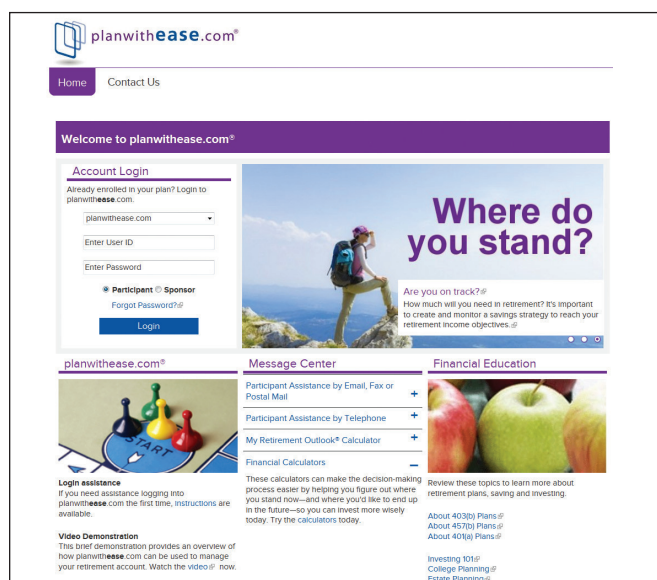 planwithease.com®
Home
Contact Us
Welcome to planwithease.com®
Account Login
Already enrolled in your plan? Login to
planwithease.com.
planwithease.com
Enter User ID
Enter Password
Participant
Sponsor
Forgot Password?
Login
Where do
you stand?
Are you on track?
How much will you need in retirement? It's important
to create and monitor a savings strategy to reach your
retirement income objectives.
planwithease.com®
START
Login assistance
If you need assistance logging into
planwithease.com the first time, instructions are
available.
Video Demonstration
This brief demonstration provides an overview of
how planwithease.com can be used to manage
your retirement account. Watch the video now.
Message Center
Participant Assistance by Email, Fax or
Postal Mail
Participant Assistance by Telephone
My Retirement Outlook® Calculator
Financial Calculators
These calculators can make the decision-making
process easier by helping you figure out where
you stand now—and where you'd like to end up
in the future—so you can invest more wisely
today. Try the calculators today.
Financial Education
Review these topics to learn more about
retirement plans, saving and investing.
About 403(b) Plans
About 457(b) Plans
About 401(a) Plans
Investing 101
College Planning
Estate Planning